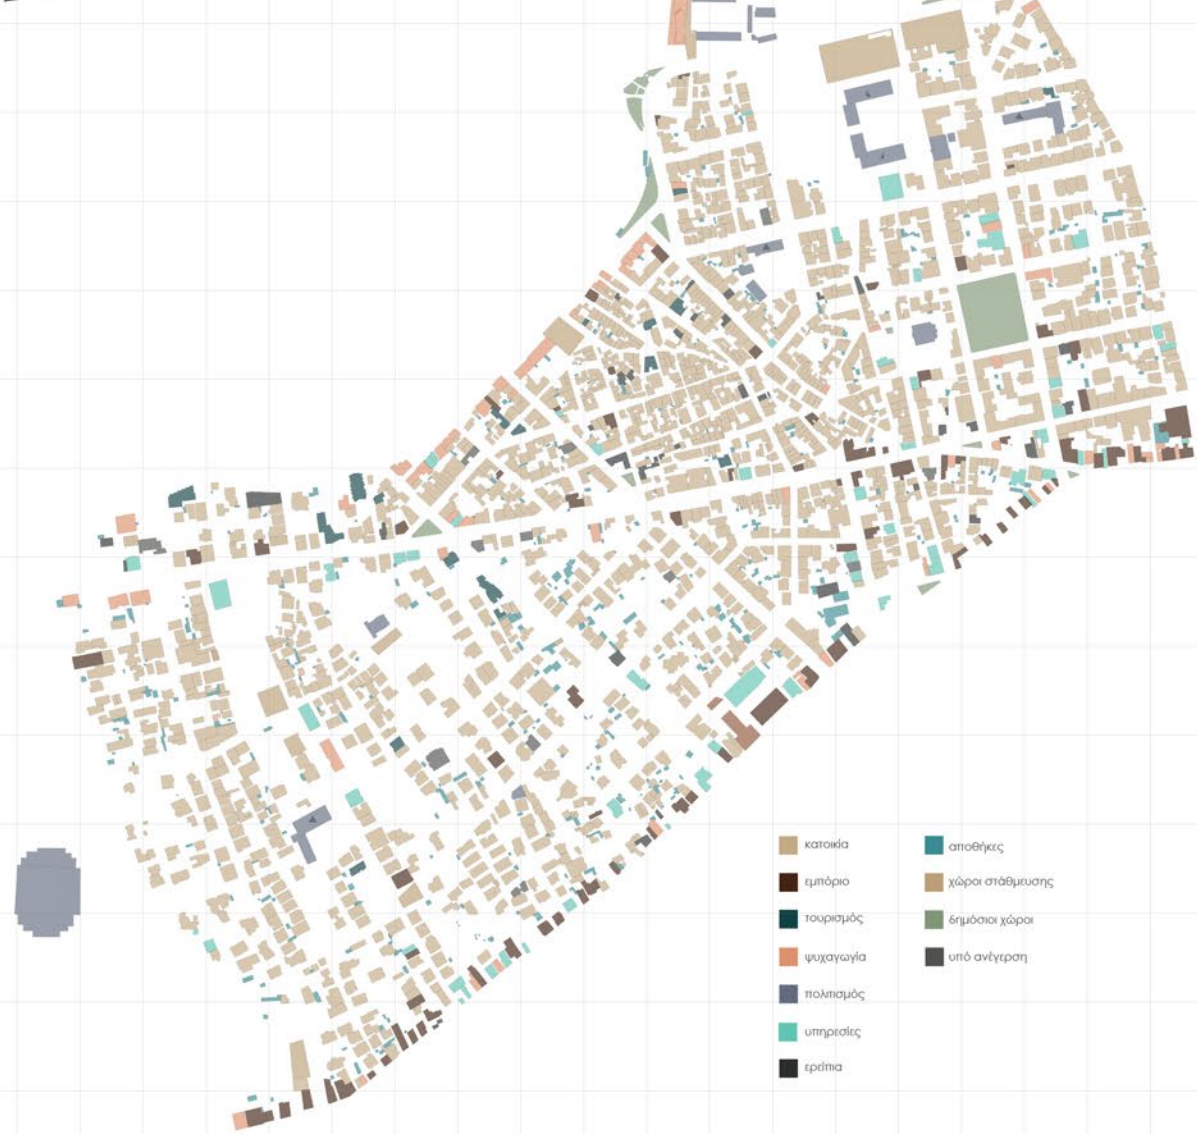 κατοικία
εμπόριο
τουρισμός
ψυχαγωγία
πολιτισμός
υπηρεσίες
ερείπια
αποθήκες
χώροι στάθμευσης
δημόσιοι χώροι
υπό ανέγερση